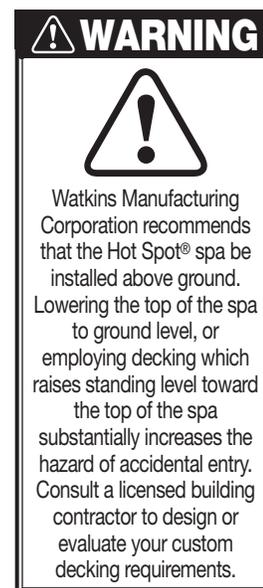 WARNING
Watkins Manufacturing
Corporation recommends
that the Hot Spot® spa be
installed above ground.
Lowering the top of the spa
to ground level, or
employing decking which
raises standing level toward
the top of the spa
substantially increases the
hazard of accidental entry.
Consult a licensed building
contractor to design or
evaluate your custom
decking requirements.